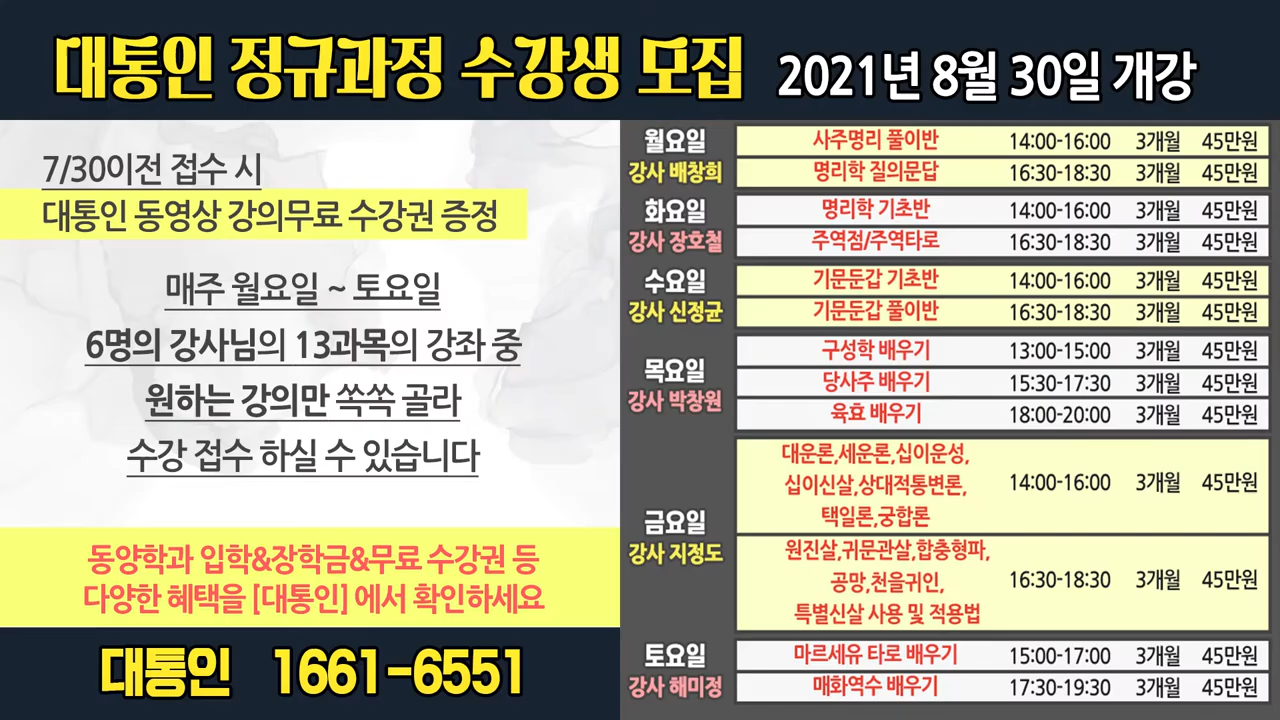 대통인 정규과정 수강생 모집 2021년 8월 30일 개강
7/30이전 접수 시
대통인 동영상 강의무료 수강권 증정
매주 월요일 ~ 토요일
6명의 강사님의 13과목의 강좌 중
원하는 강의만 쏙쏙 골라
수강 접수 하실 수 있습니다
동양학과 입학&장학금&무료 수강권 등
다양한 혜택을 [대통인] 에서 확인하세요
대통인 1661-6551
월요일
강사 배창희
사주명리 풀이반 14:00-16:00 3개월 45만원
명리학 질의문답 16:30-18:30 3개월 45만원
화요일
강사 장호철
명리학 기초반 14:00-16:00 3개월 45만원
주역점/주역타로 16:30-18:30 3개월 45만원
수요일
강사 신정균
기문둔갑 기초반 14:00-16:00 3개월 45만원
기문둔갑 풀이반 16:30-18:30 3개월 45만원
목요일
강사 박창원
구성학 배우기 13:00-15:00 3개월 45만원
당사주 배우기 15:30-17:30 3개월 45만원
육효 배우기 18:00-20:00 3개월 45만원
금요일
강사 지정도
대운론,세운론,십이운성,
십이신살,상대적통변론, 14:00-16:00 3개월 45만원
택일론,궁합론
원진살,귀문관살,합충형파,
공망,천을귀인, 16:30-18:30 3개월 45만원
특별신살 사용 및 적용법
토요일
강사 해미정
마르세유 타로 배우기 15:00-17:00 3개월 45만원
매화역수 배우기 17:30-19:30 3개월 45만원